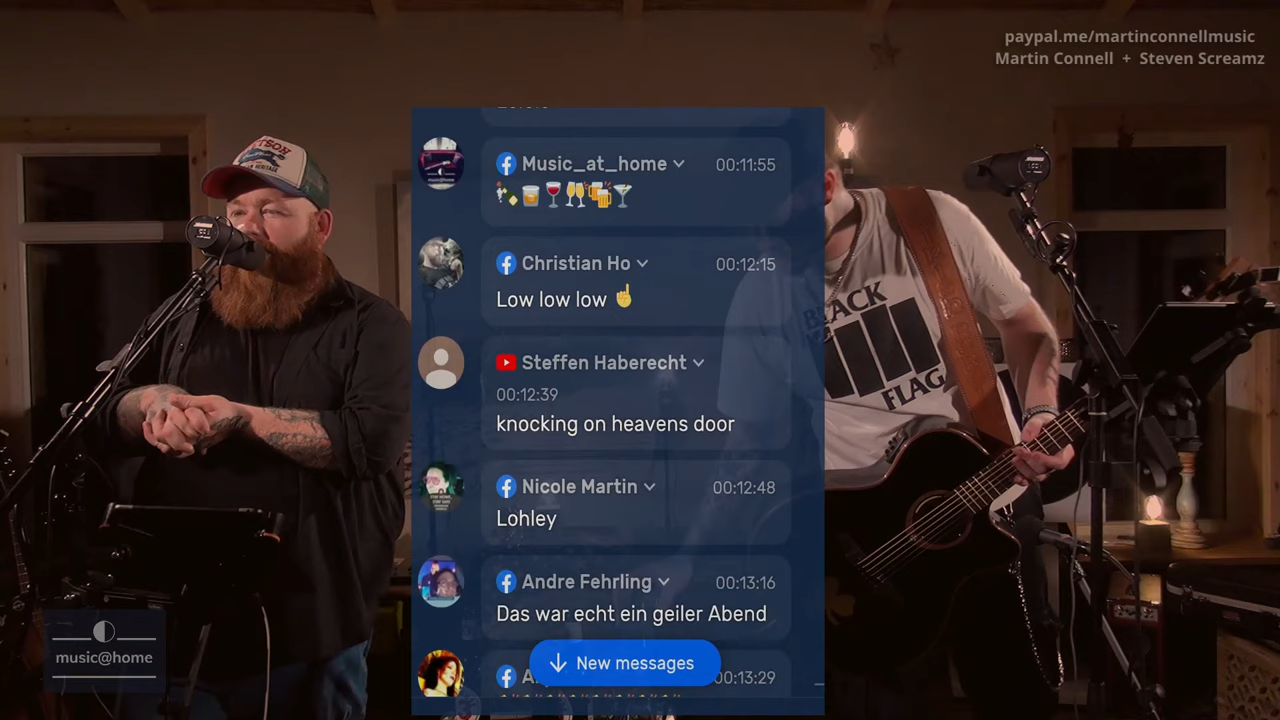 paypal.me/martinconnellmusic
Martin Connell + Steven Screamz
Music_at_home 00:11:55
Christian Ho 00:12:15
Low low low ☝
Steffen Haberecht
00:12:39
knocking on heavens door
Nicole Martin 00:12:48
Lohley
Andre Fehrling 00:13:16
Das war echt ein geiler Abend
New messages
00:13:29
BLACK
FLAG
music@home